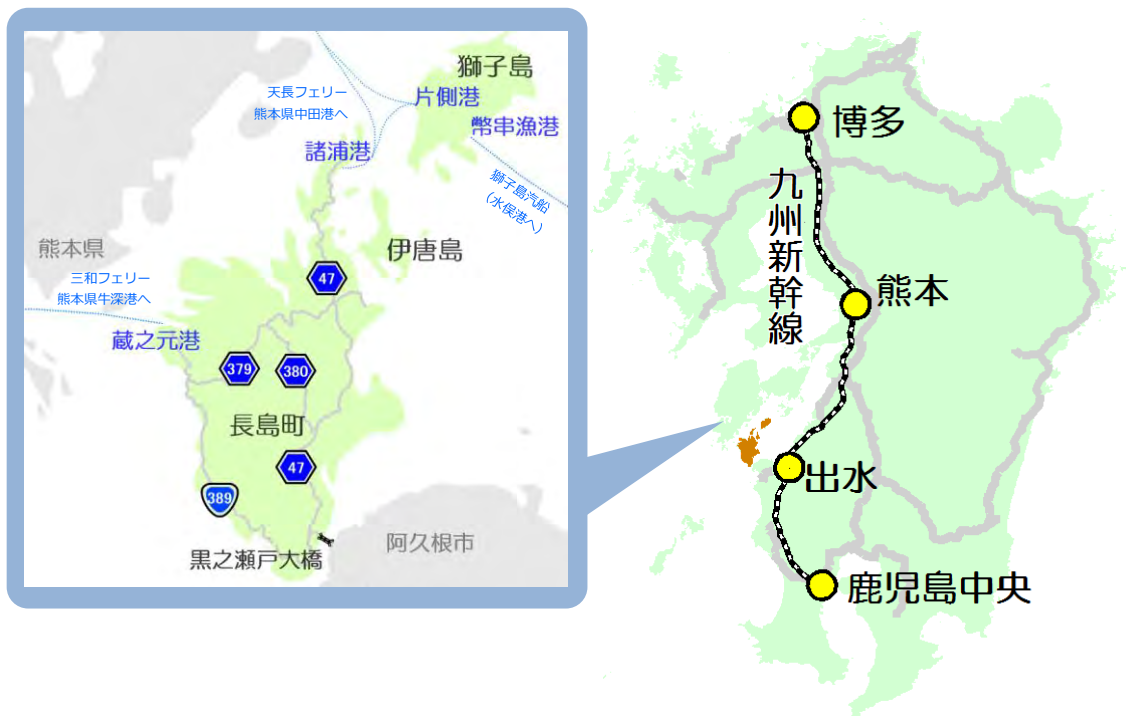 獅子島
天長フェリー
熊本県中田港へ
片側港
幣串漁港
諸浦港
獅子島汽船
（水俣港へ）
熊本県
伊唐島
三和フェリー
熊本県牛深港へ
47
蔵之元港
379
380
長島町
47
389
黒之瀬戸大橋
阿久根市
博多
九州新幹線
熊本
出水
鹿児島中央